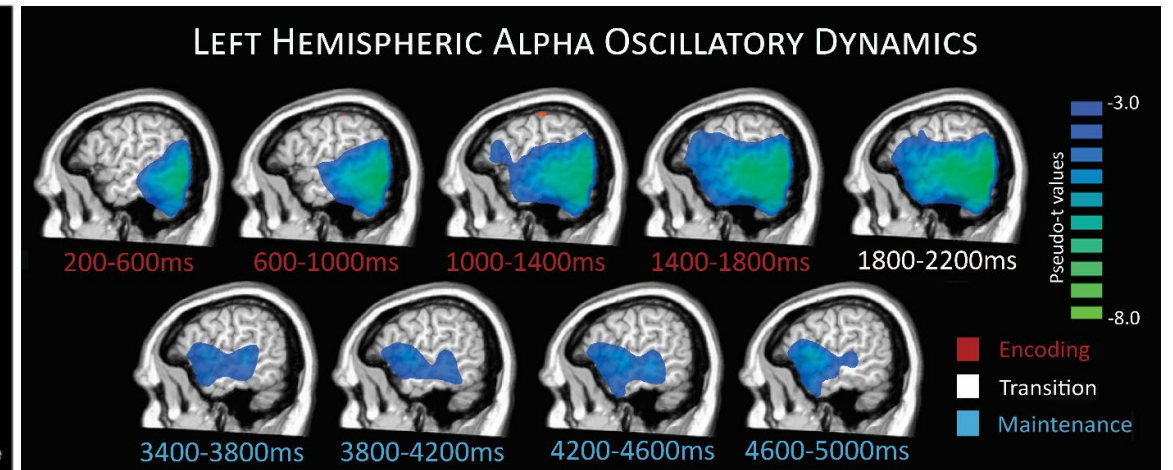 LEFT HEMISPHERIC ALPHA OSCILLATORY DYNAMICS
200-600ms
600-1000ms
1000-1400ms
1400-1800ms
1800-2200ms
-3.0
Pseudo-t values
-8.0
3400-3800ms
3800-4200ms
4200-4600ms
4600-5000ms
Encoding
Transition
Maintenance